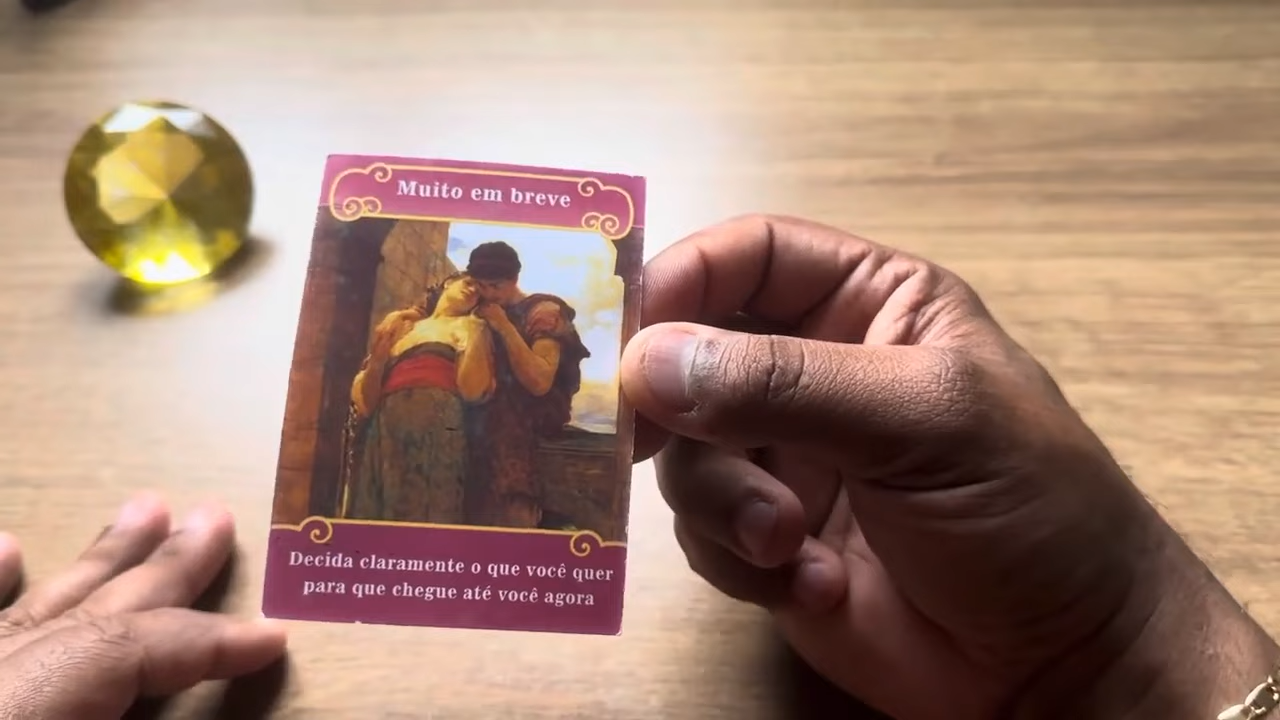 Muito em breve
Decida claramente o que você quer
para que chegue até você agora